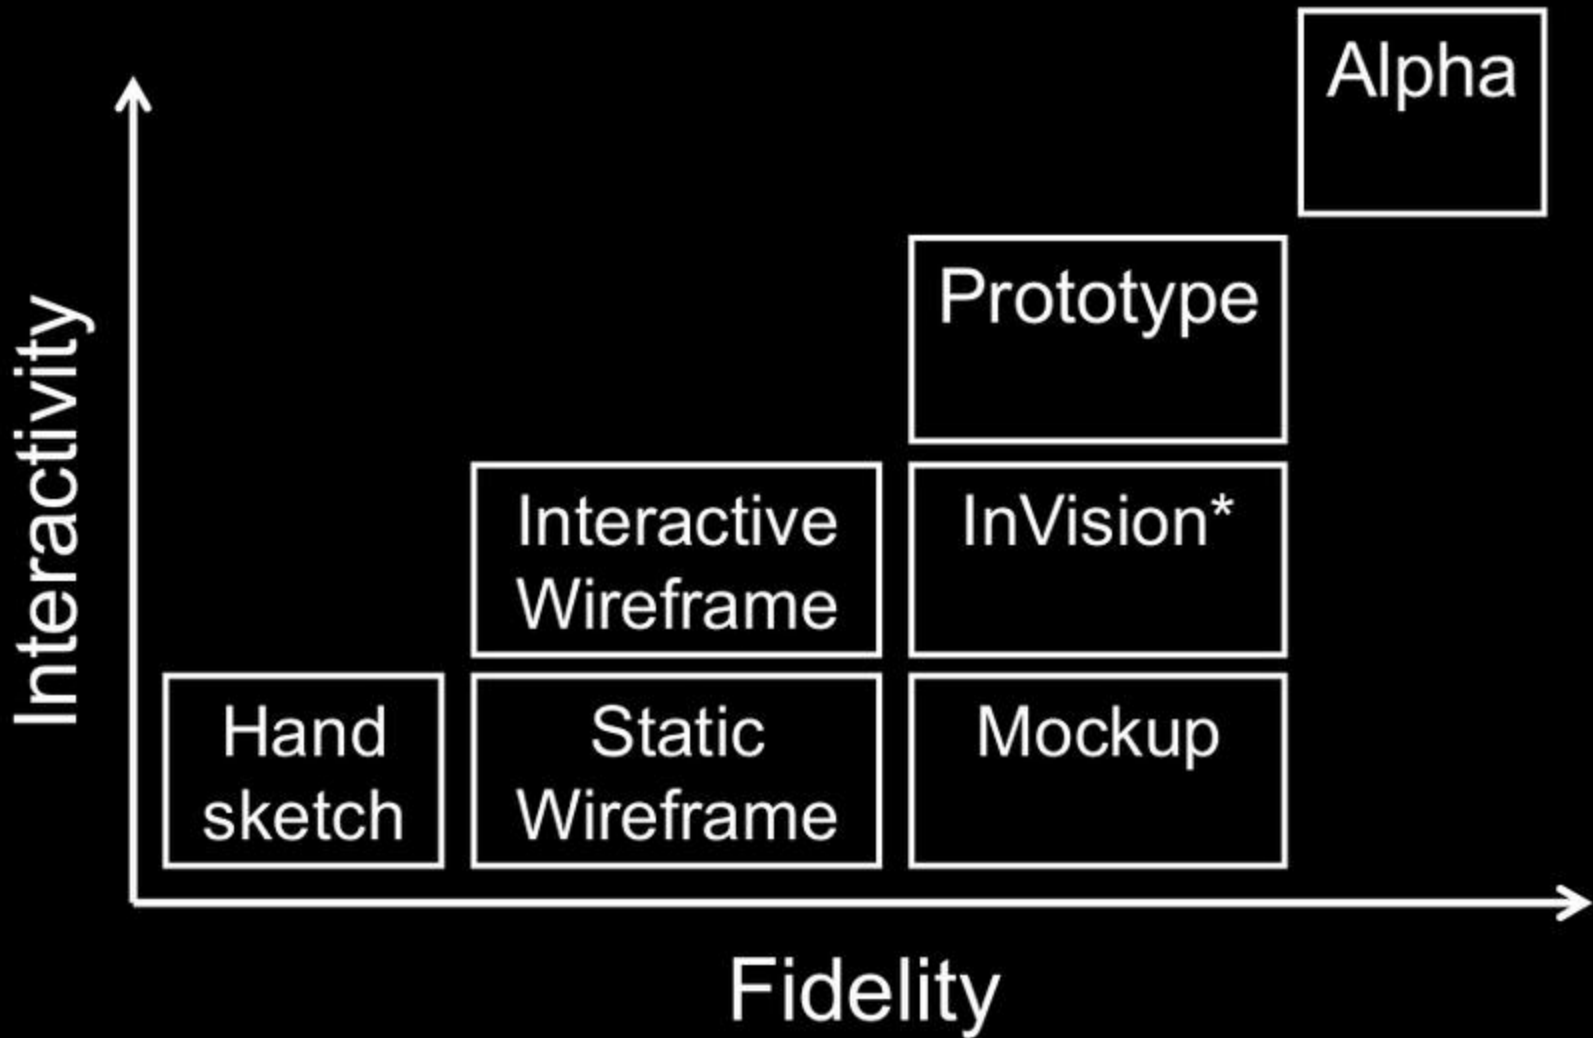 Alpha
Prototype
Interactivity
Interactive
Wireframe
InVision*
Hand
sketch
Static
Wireframe
Mockup
Fidelity